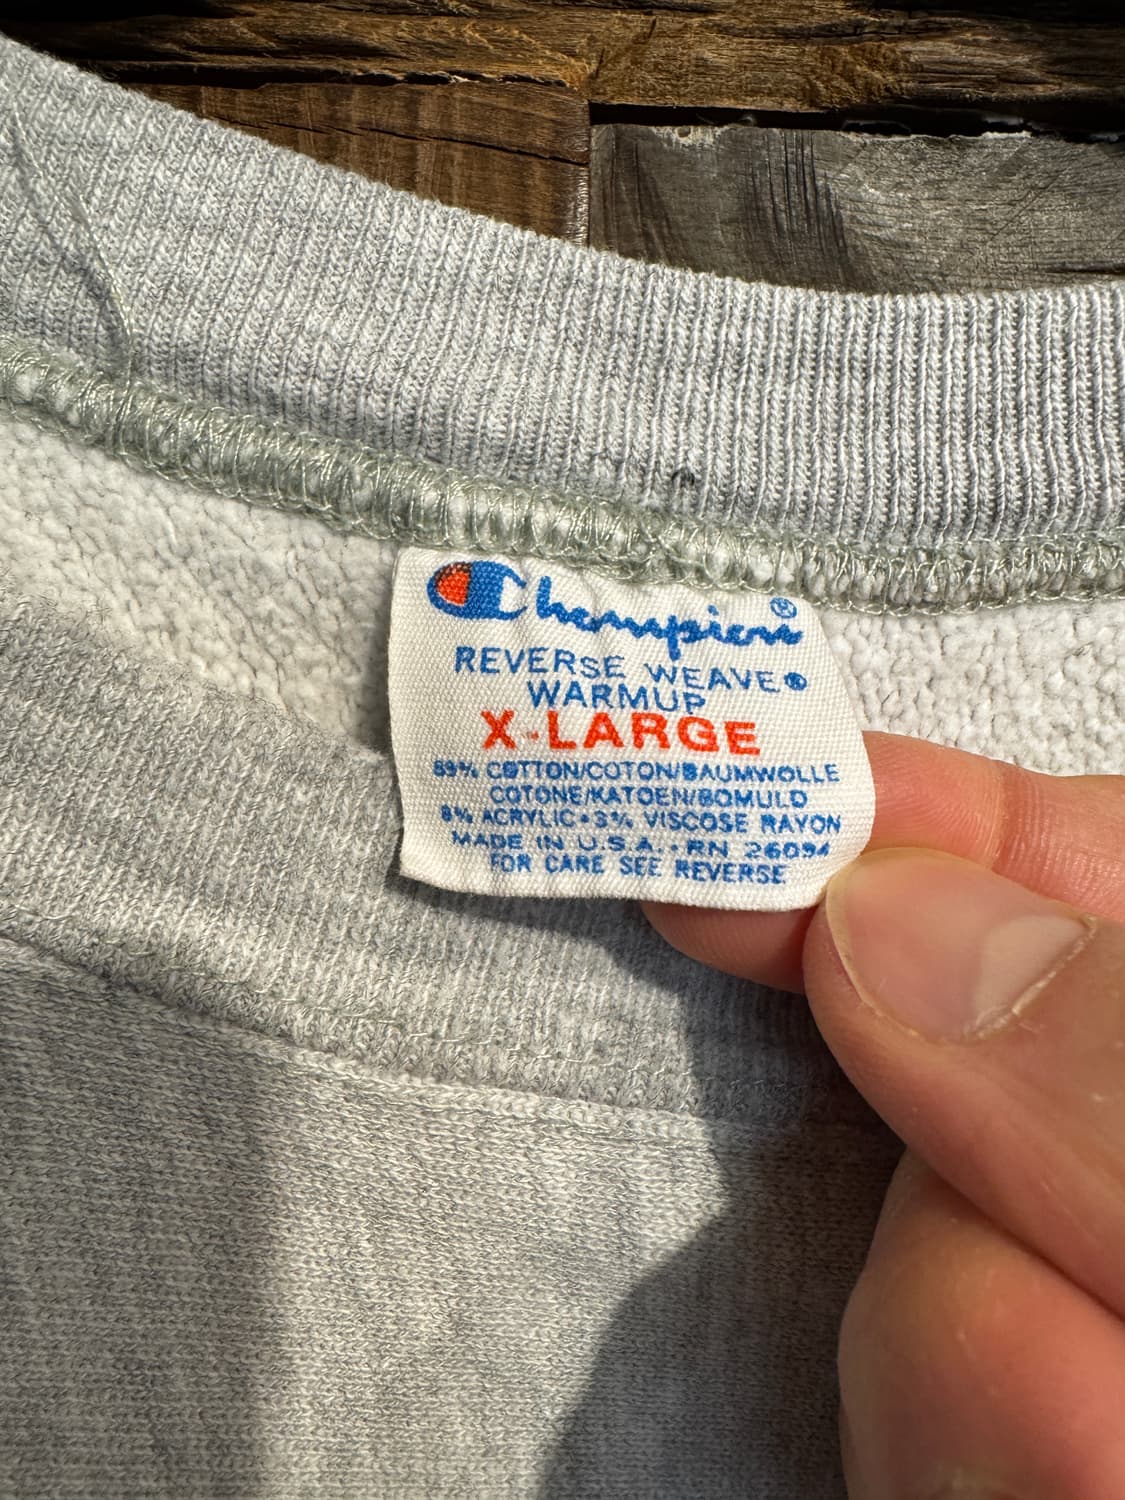 Champion®
REVERSE WEAVE®
WARMUP
X-LARGE
89% COTTON/COTON/BAUMWOLLE
COTONE/KATOEN/BOMULD
8% ACRYLIC • 3% VISCOSE RAYON
MADE IN U.S.A. • RN 26094
FOR CARE SEE REVERSE